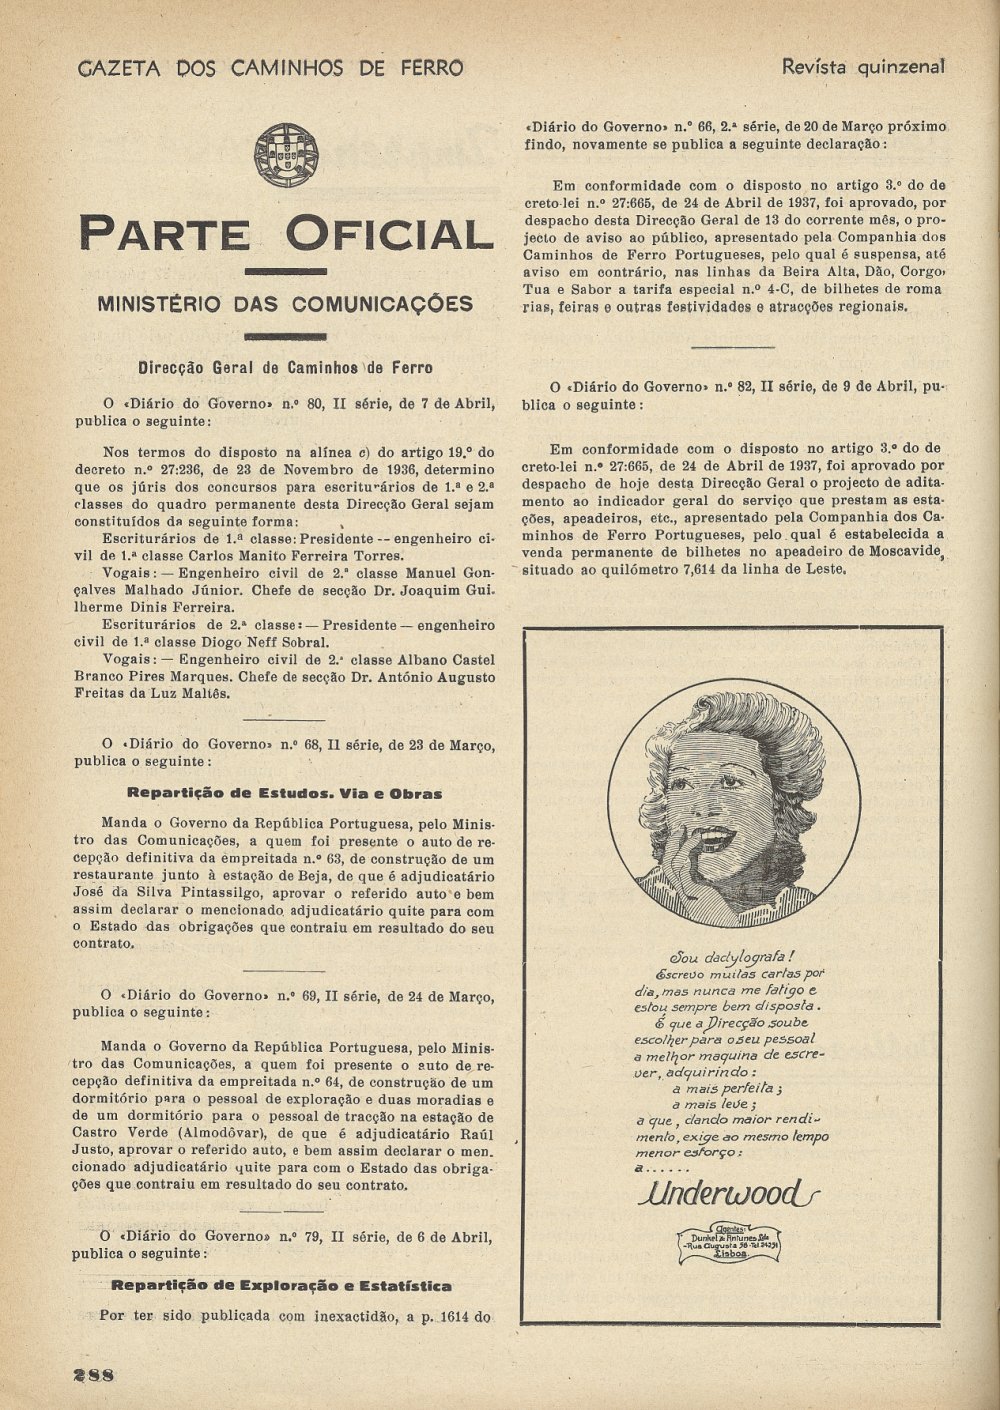 GAZETA DOS CAMINHOS DE FERRO
Revista quinzenal
PARTE OFICIAL
MINISTÉRIO DAS COMUNICAÇÕES
Direcção Geral de Caminhos de Ferro
O «Diário do Governo» n.º 80, II série, de 7 de Abril,
publica o seguinte:
Nos termos do disposto na alínea c) do artigo 19.º do
decreto n.º 27:236, de 23 de Novembro de 1936, determino
que os júris dos concursos para escriturários de 1.ª e 2.ª
classes do quadro permanente desta Direcção Geral sejam
constituídos da seguinte forma:
Escriturários de 1.ª classe: Presidente -- engenheiro ci-
vil de 1.ª classe Carlos Manito Ferreira Torres.
Vogais: — Engenheiro civil de 2.ª classe Manuel Gon-
çalves Malhado Júnior. Chefe de secção Dr. Joaquim Gui-
lherme Dinis Ferreira.
Escriturários de 2.ª classe: — Presidente — engenheiro
civil de 1.ª classe Diogo Neff Sobral.
Vogais: — Engenheiro civil de 2.ª classe Albano Castel
Branco Pires Marques. Chefe de secção Dr. António Augusto
Freitas da Luz Maltês.
O «Diário do Governo» n.º 68, II série, de 23 de Março,
publica o seguinte:
Repartição de Estudos. Via e Obras
Manda o Governo da República Portuguesa, pelo Minis-
tro das Comunicações, a quem foi presente o auto de re-
cepção definitiva da empreitada n.º 63, de construção de um
restaurante junto à estação de Beja, de que é adjudicatário
José da Silva Pintassilgo, aprovar o referido auto e bem
assim declarar o mencionado adjudicatário quite para com
o Estado das obrigações que contraiu em resultado do seu
contrato.
O «Diário do Governo» n.º 69, II série, de 24 de Março,
publica o seguinte:
Manda o Governo da República Portuguesa, pelo Minis-
tro das Comunicações, a quem foi presente o auto de re-
cepção definitiva da empreitada n.º 64, de construção de um
dormitório para o pessoal de exploração e duas moradias e
de um dormitório para o pessoal de tracção na estação de
Castro Verde (Almodôvar), de que é adjudicatário Raúl
Justo, aprovar o referido auto, e bem assim declarar o men.
cionado adjudicatário quite para com o Estado das obriga-
ções que contraiu em resultado do seu contrato.
O «Diário do Governo» n.º 79, II série, de 6 de Abril,
publica o seguinte:
Repartição de Exploração e Estatística
Por ter sido publicada com inexactidão, a p. 1614 do
«Diário do Governo» n.º 66, 2.ª série, de 20 de Março próximo
findo, novamente se publica a seguinte declaração:
Em conformidade com o disposto no artigo 3.º do de
creto-lei n.º 27:665, de 24 de Abril de 1937, foi aprovado, por
despacho desta Direcção Geral de 13 do corrente mês, o pro-
jecto de aviso ao público, apresentado pela Companhia dos
Caminhos de Ferro Portugueses, pelo qual é suspensa, até
aviso em contrário, nas linhas da Beira Alta, Dão, Corgo,
Tua e Sabor a tarifa especial n.º 4-C, de bilhetes de roma
rias, feiras e outras festividades e atracções regionais.
O «Diário do Governo» n.º 82, II série, de 9 de Abril, pu-
blica o seguinte:
Em conformidade com o disposto no artigo 3.º do de
creto-lei n.º 27:665, de 24 de Abril de 1937, foi aprovado por
despacho de hoje desta Direcção Geral o projecto de adita-
mento ao indicador geral do serviço que prestam as esta-
ções, apeadeiros, etc., apresentado pela Companhia dos Ca-
minhos de Ferro Portugueses, pelo qual é estabelecida a
venda permanente de bilhetes no apeadeiro de Moscavide,
situado ao quilómetro 7,614 da linha de Leste.
Sou dactylografa!
Escrevo muitas cartas por
dia, mas nunca me fatigo e
estou sempre bem disposta.
É que a Direcção soube
escolher para o seu pessoal
a melhor maquina de escre-
ver, adquirindo:
a mais perfeita;
a mais leve;
a que, dando maior rendi-
mento, exige ao mesmo tempo
menor esforço:
a......
Underwood
Agentes:
Dunkel & Antunes Lda
-Rua Augusta 56-Tel. 24251
Lisboa
288